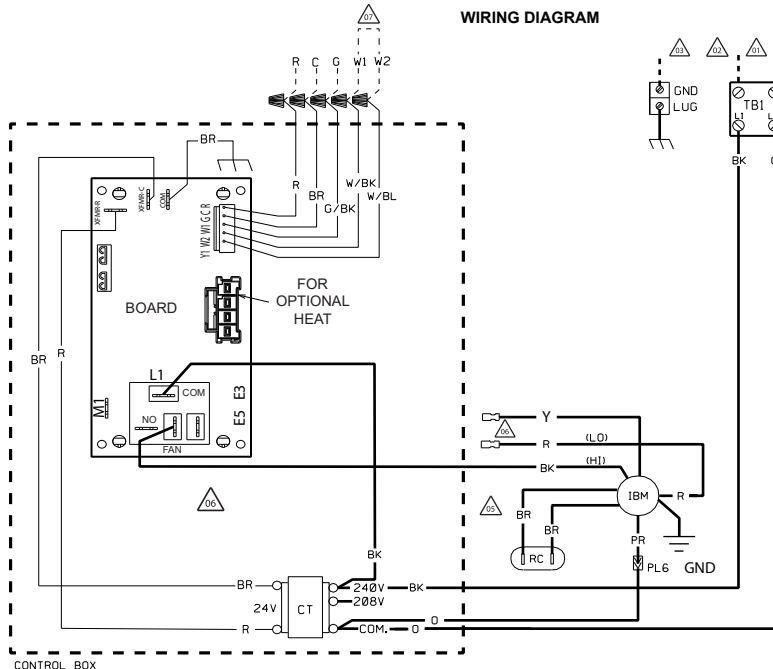 WIRING DIAGRAM
07
R C G W1 W2
03 02 01
GND
LUG
TB1
L1 L
BK
BR
R
BR
G/BK
W/BK
W/BL
XFMR-R
XFMR-C
COM
Y1 W2 W1 G C R
BOARD
FOR
OPTIONAL
HEAT
BR
R
L1
COM
M1
NO
FAN
E3
E5
06
Y
06
R (LO)
BK (HI)
IBM
R
05
BR
BR
RC
PR
PL6
GND
BK
BR
24V
CT
240V
BK
208V
R
COM.
O
O
CONTROL BOX